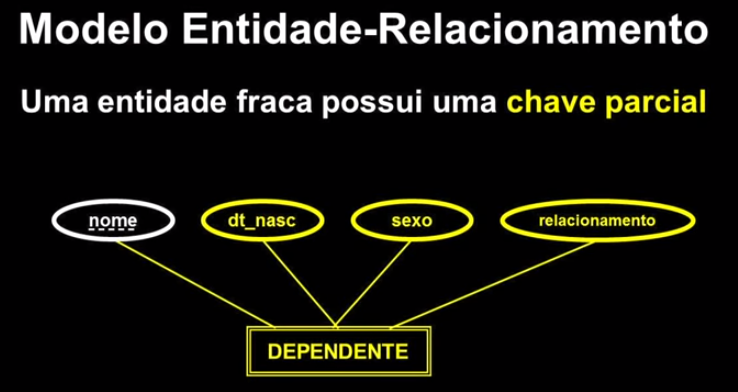 Modelo Entidade-Relacionamento
Uma entidade fraca possui uma chave parcial
nome
dt_nasc
sexo
relacionamento
DEPENDENTE